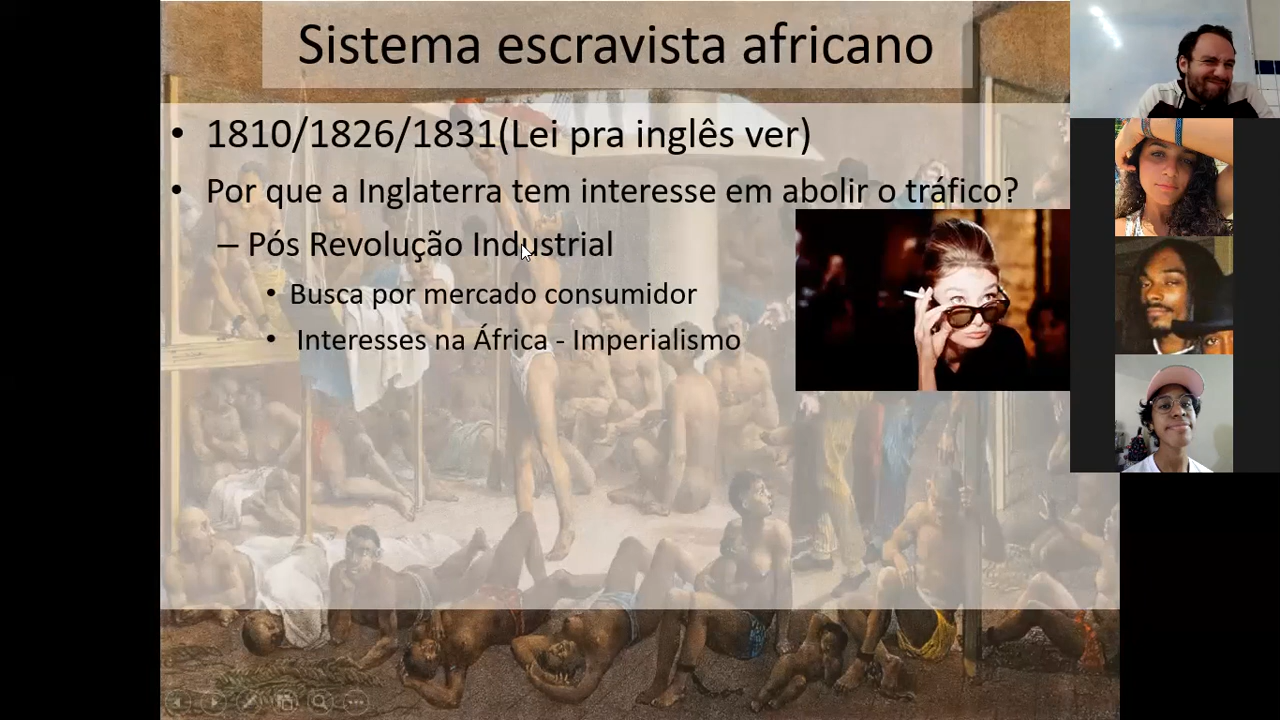 Sistema escravista africano
• 1810/1826/1831(Lei pra inglês ver)
• Por que a Inglaterra tem interesse em abolir o tráfico?
– Pós Revolução Industrial
• Busca por mercado consumidor
• Interesses na África - Imperialismo